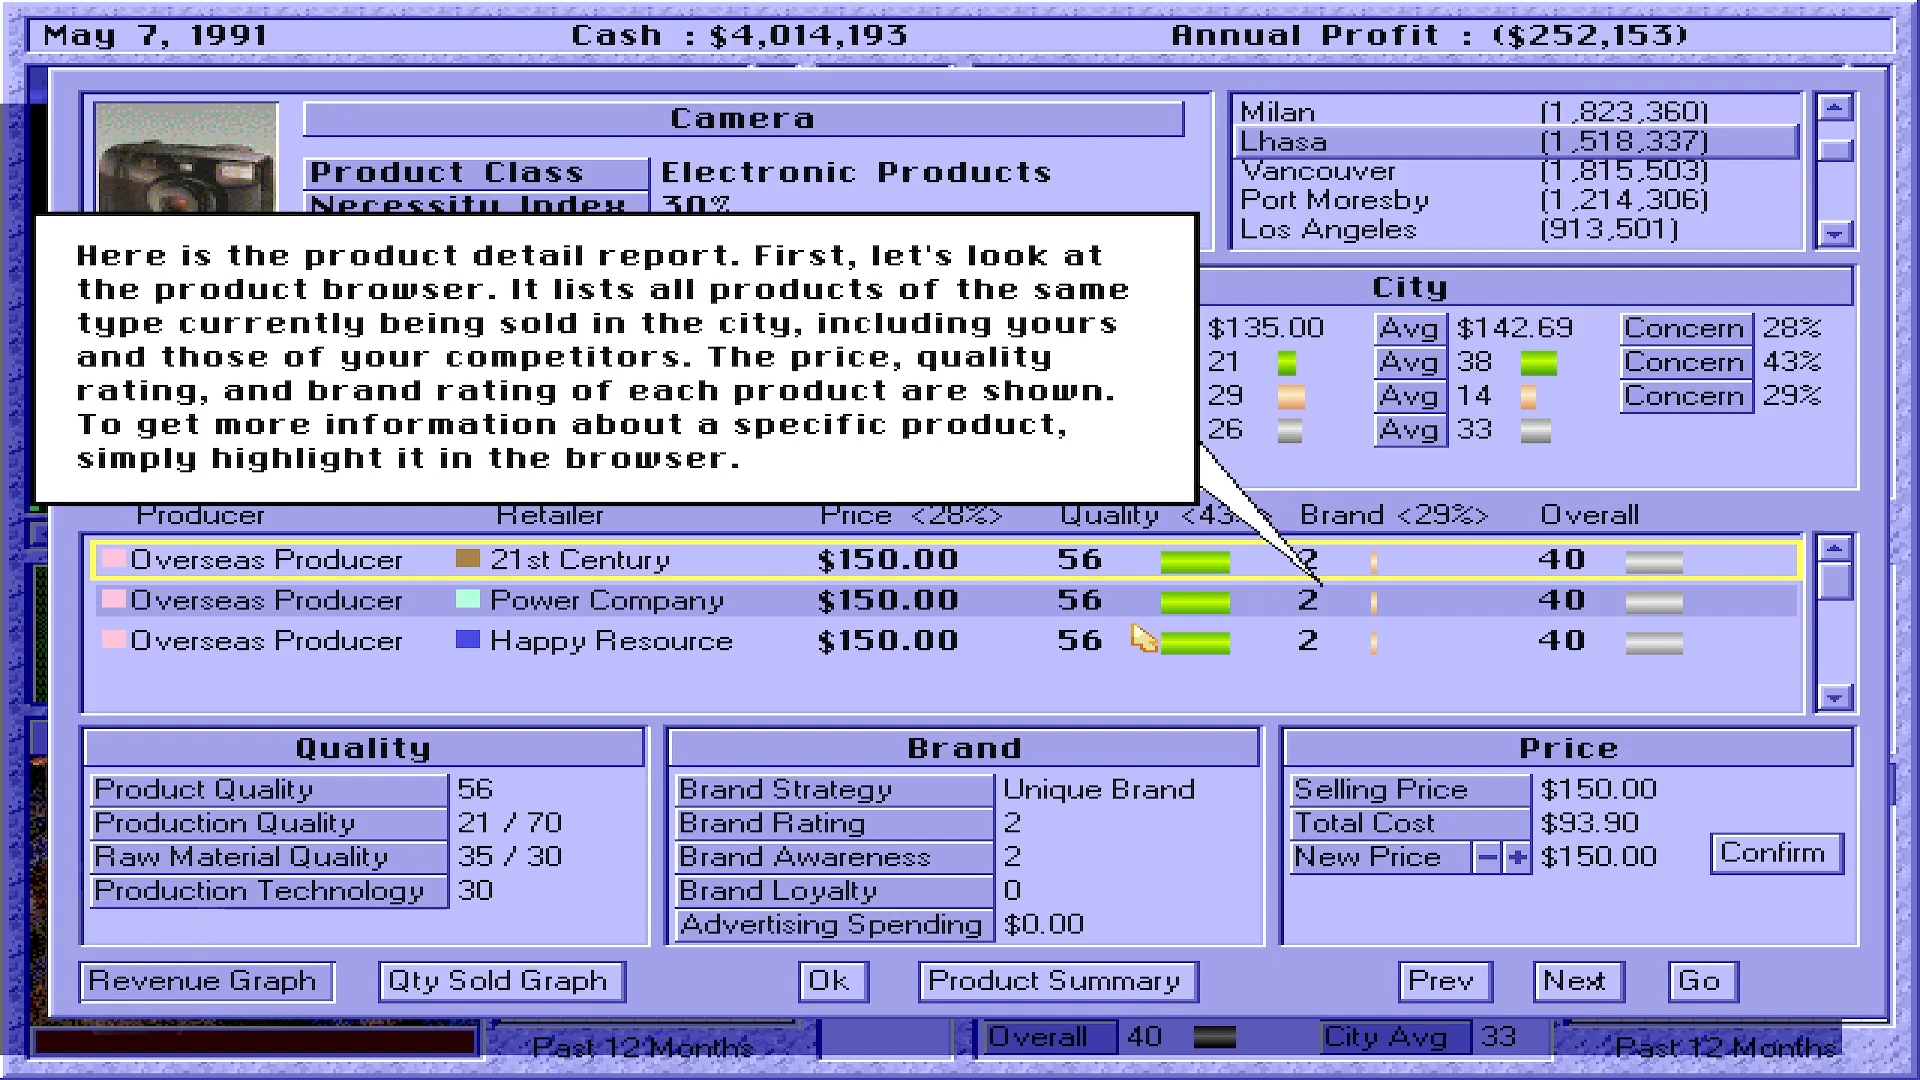 May 7, 1991 Cash : $4,014,193 Annual Profit : ($252,153)
Camera
Product Class Electronic Products
Necessity Index 30%
Milan (1,823,360)
Lhasa (1,518,337)
Vancouver (1,815,503)
Port Moresby (1,214,306)
Los Angeles (913,501)
Here is the product detail report. First, let's look at
the product browser. It lists all products of the same
type currently being sold in the city, including yours
and those of your competitors. The price, quality
rating, and brand rating of each product are shown.
To get more information about a specific product,
simply highlight it in the browser.
City
$135.00 Avg $142.69 Concern 28%
21 Avg 38 Concern 43%
29 Avg 14 Concern 29%
26 Avg 33
Producer Retailer Price <28%> Quality <43%> Brand <29%> Overall
Overseas Producer 21st Century $150.00 56 2 40
Overseas Producer Power Company $150.00 56 2 40
Overseas Producer Happy Resource $150.00 56 2 40
Quality
Product Quality 56
Production Quality 21 / 70
Raw Material Quality 35 / 30
Production Technology 30
Brand
Brand Strategy Unique Brand
Brand Rating 2
Brand Awareness 2
Brand Loyalty 0
Advertising Spending $0.00
Price
Selling Price $150.00
Total Cost $93.90
New Price - + $150.00
Confirm
Revenue Graph Qty Sold Graph Ok Product Summary Prev Next Go
Past 12 Months Overall 40 City Avg 33 Past 12 Months